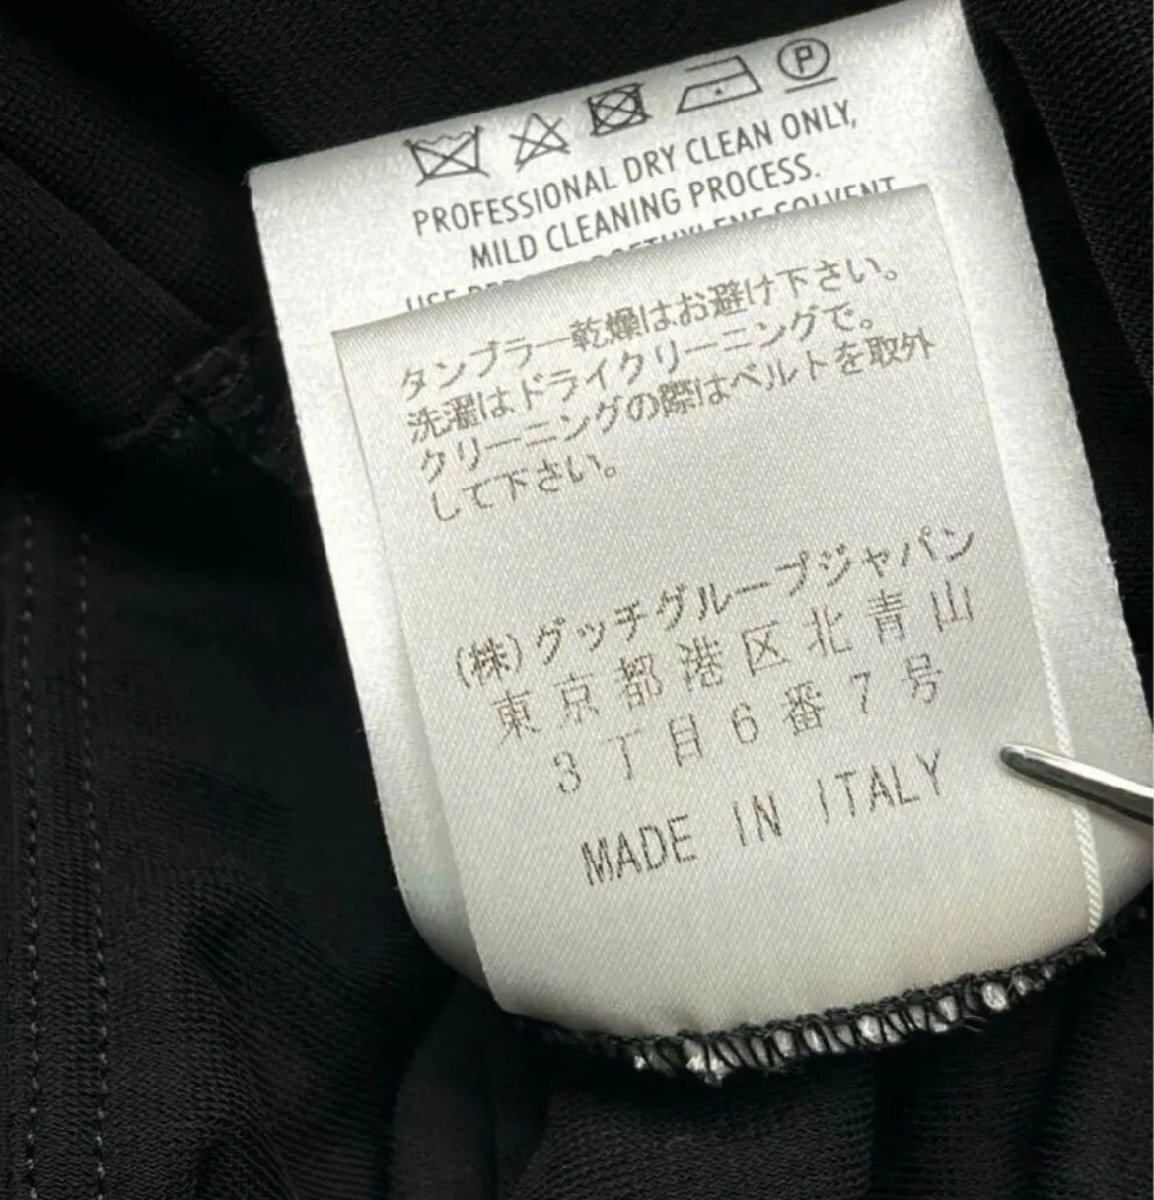 PROFESSIONAL DRY CLEAN ONLY,
MILD CLEANING PROCESS.
USE SOLVENT
タンブラー乾燥はお避け下さい。
洗濯はドライクリーニングで。
クリーニングの際はベルトを取外
して下さい。
(株)グッチグループジャパン
東京都港区北青山
3丁目6番7号
MADE IN ITALY